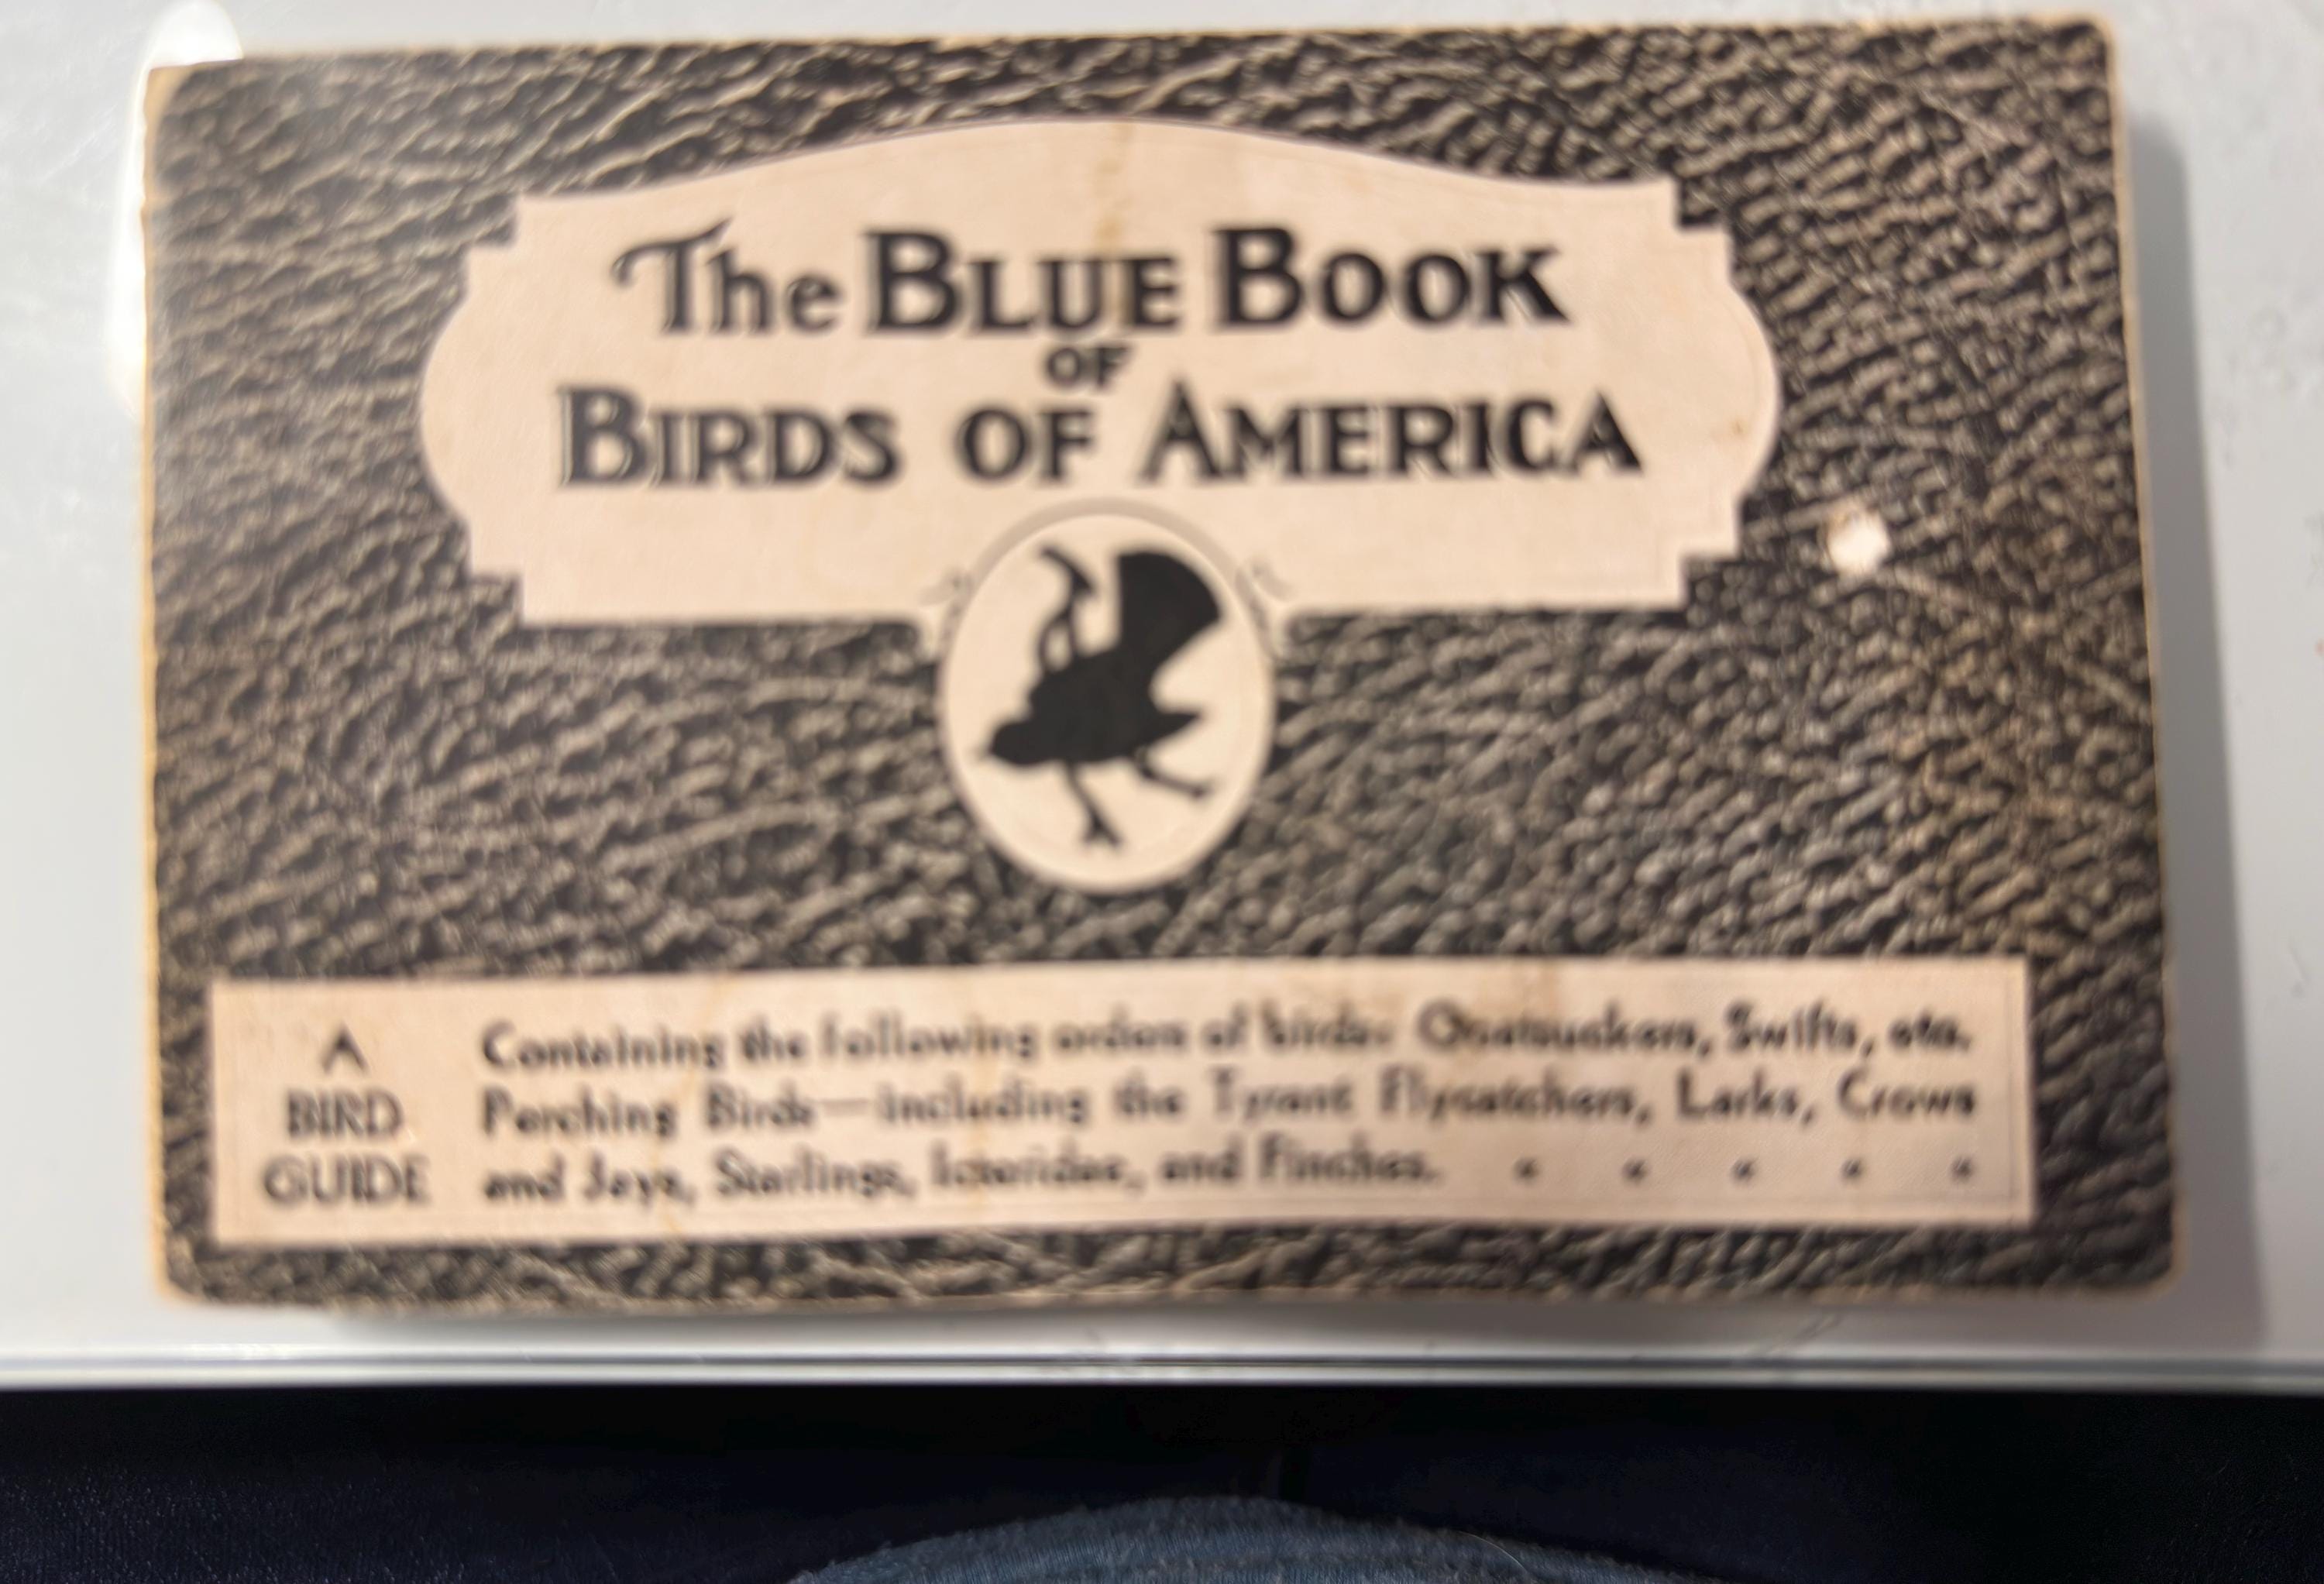 The BLUE BOOK
OF
BIRDS OF AMERICA
A
BIRD
GUIDE
Containing the following orders of birds: Goatsuckers, Swifts, etc.
Perching Birds—including the Tyrant Flycatchers, Larks, Crows
and Jays, Starlings, Icteridae, and Finches.